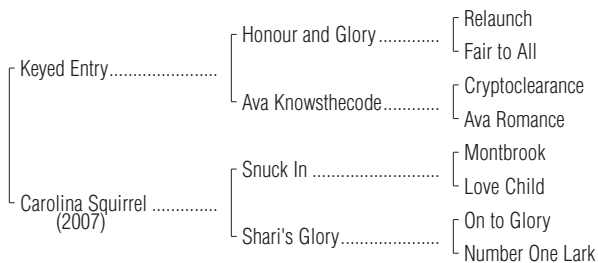 Relaunch
Honour and Glory.............
Fair to All
Keyed Entry.......................
Cryptoclearance
Ava Knowsthecode............
Ava Romance
Montbrook
Snuck In ...........................
Love Child
Carolina Squirrel ..............
(2007)
On to Glory
Shari's Glory.....................
Number One Lark